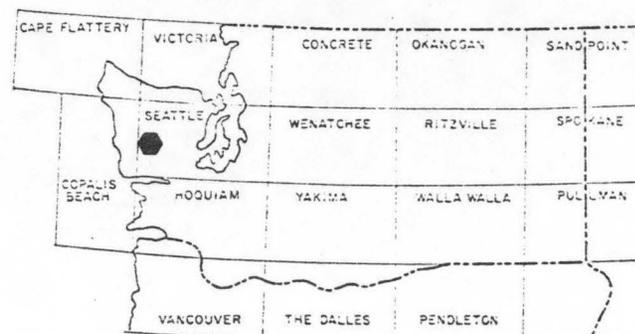 CAPE FLATTERY
VICTORIA
CONCRETE
OKANOGAN
SANDPOINT
SEATTLE
WENATCHEE
RITZVILLE
SPOKANE
COPALIS
BEACH
HOQUIAM
YAKIMA
WALLA WALLA
PULLMAN
VANCOUVER
THE DALLES
PENDLETON